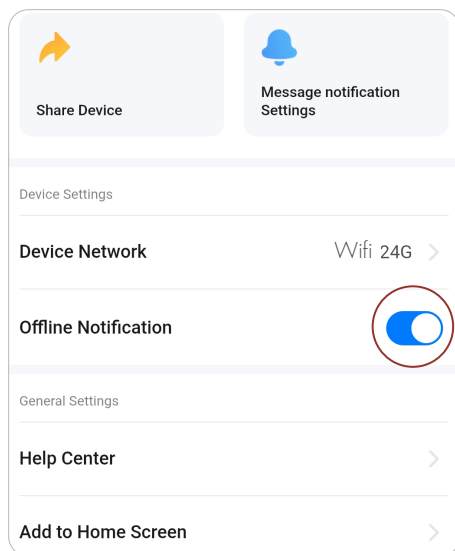 Share Device
Message notification
Settings
Device Settings
Device Network
Wifi 24G
Offline Notification
General Settings
Help Center
Add to Home Screen